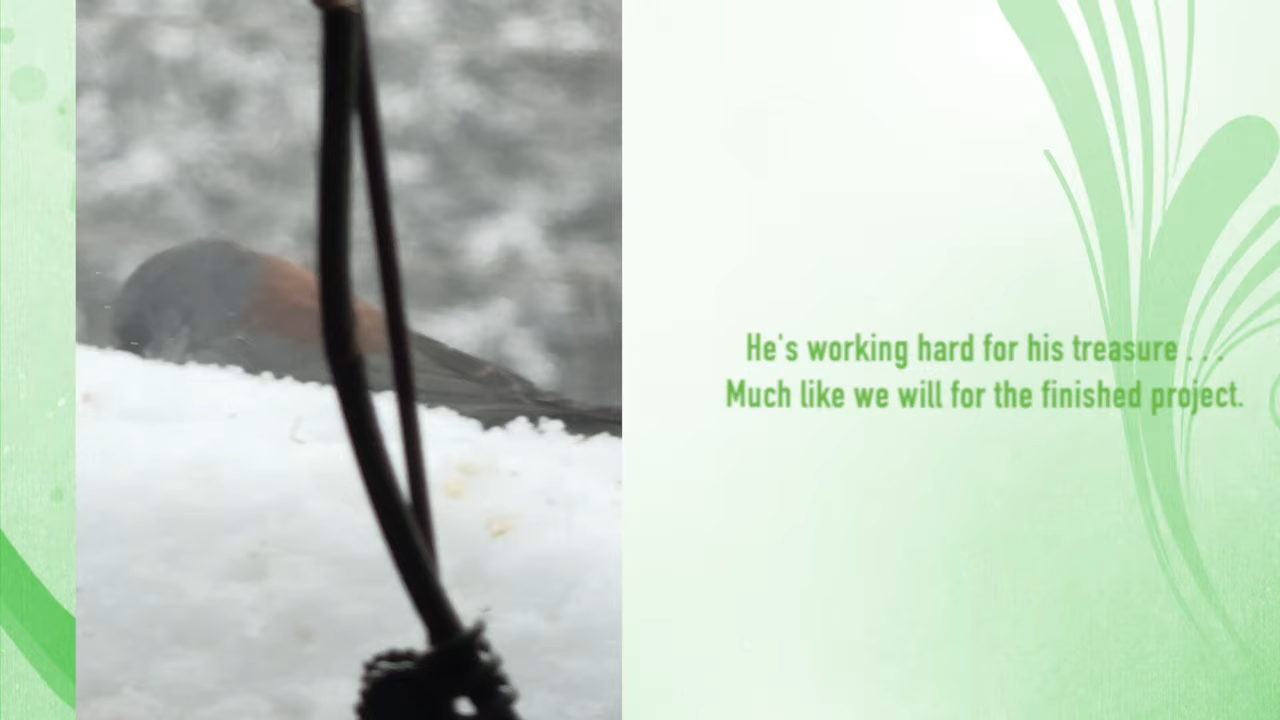 He's working hard for his treasure . . .
Much like we will for the finished project.